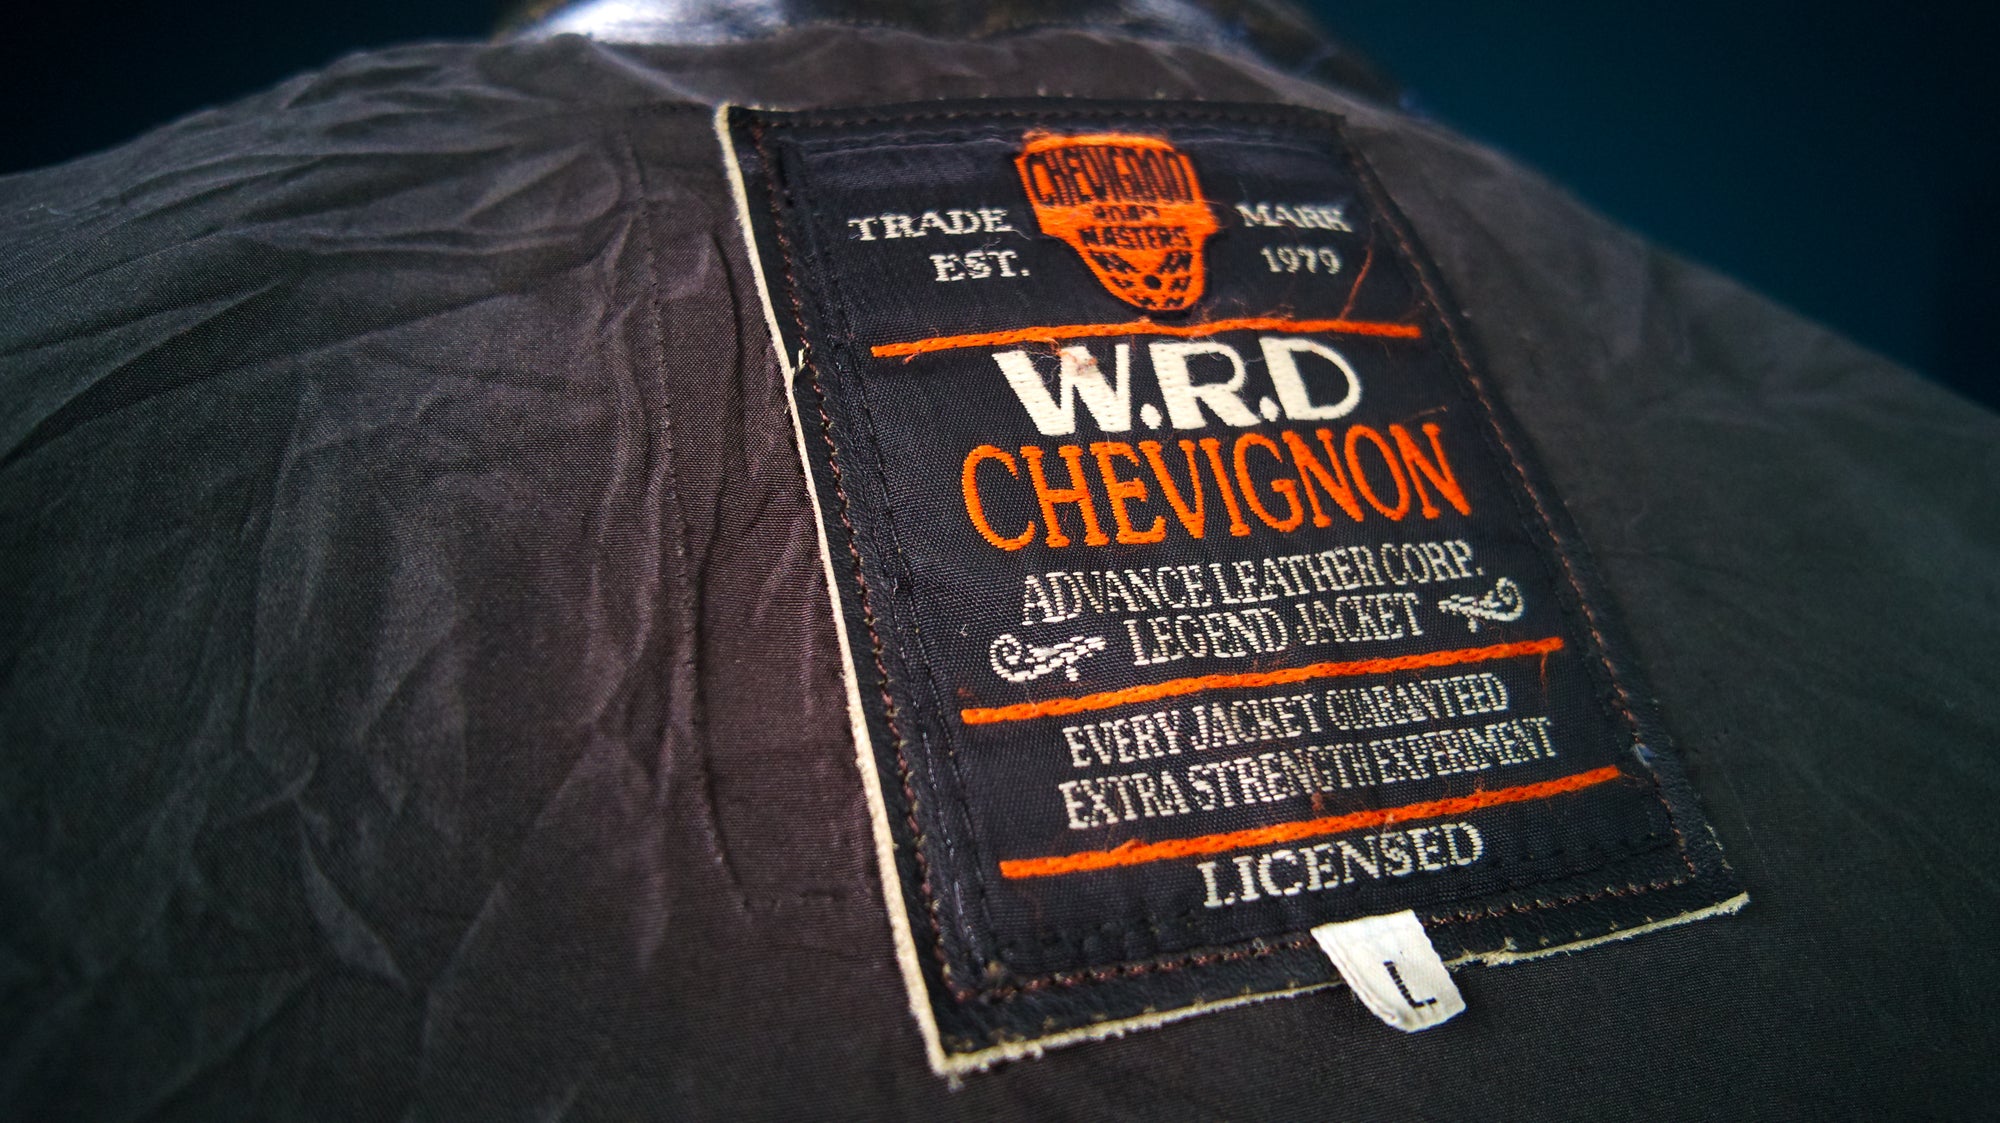 CHEVIGNON
MASTERS
TRADE MARK
EST. 1979
W.R.D
CHEVIGNON
ADVANCE LEATHER CORP.
LEGEND JACKET
EVERY JACKET GUARANTEED
EXTRA STRENGTH EXPERIMENT
LICENSED
L